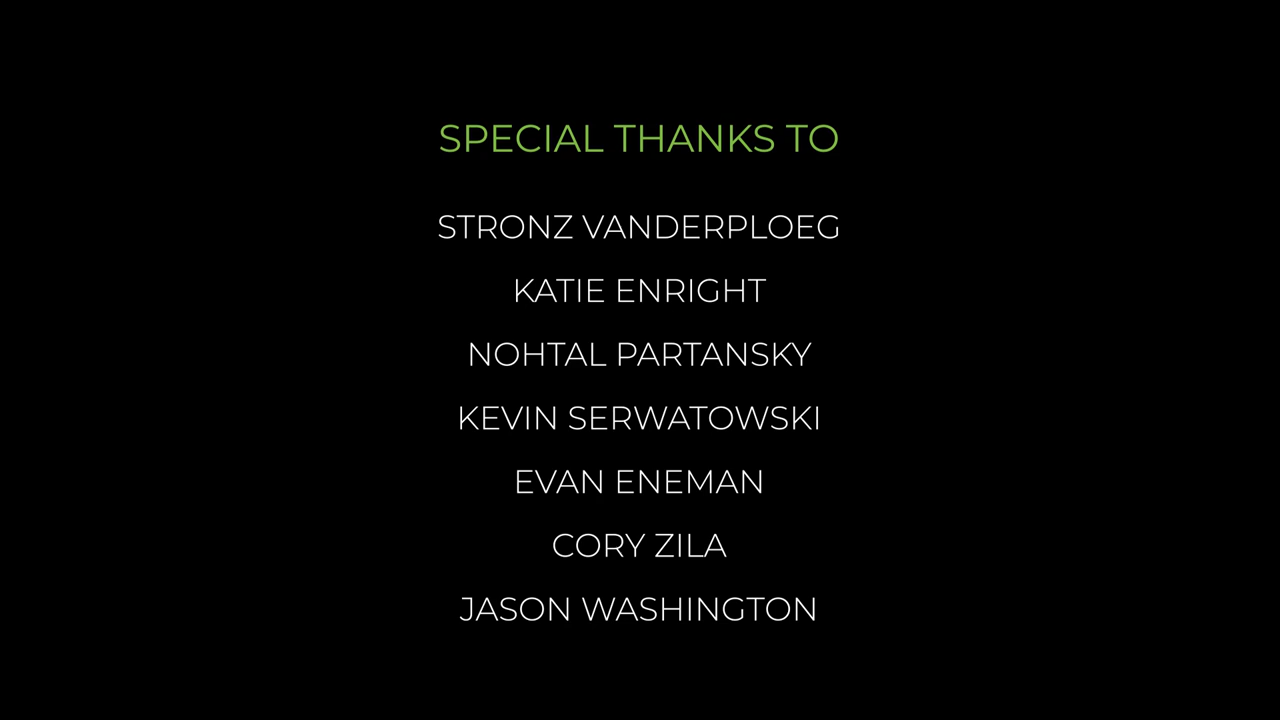 SPECIAL THANKS TO
STRONZ VANDERPLOEG
KATIE ENRIGHT
NOHTAL PARTANSKY
KEVIN SERWATOWSKI
EVAN ENEMAN
CORY ZILA
JASON WASHINGTON